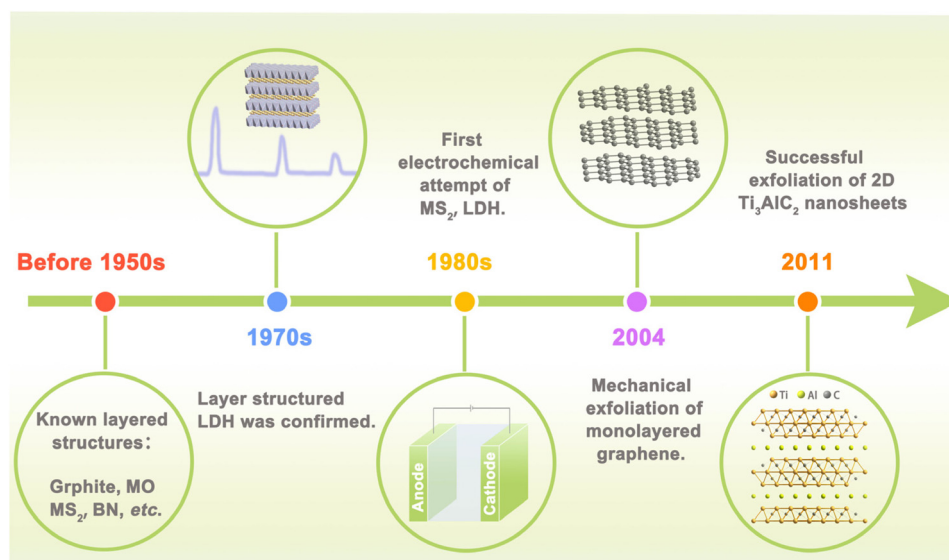 Before 1950s
Known layered
structures:
Grphite, MO
MS₂, BN, etc.
1970s
Layer structured
LDH was confirmed.
First
electrochemical
attempt of
MS₂, LDH.
1980s
Anode
Cathode
2004
Mechanical
exfoliation of
monolayered
graphene.
Successful
exfoliation of 2D
Ti₃AlC₂ nanosheets
2011
Ti Al C